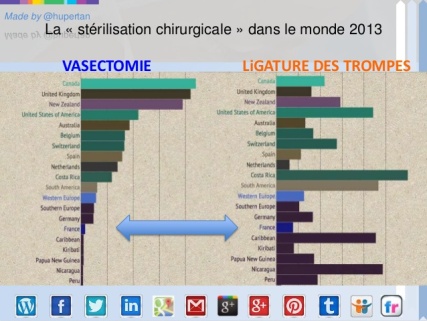 Made by @hupertan
La « stérilisation chirurgicale » dans le monde 2013
VASECTOMIE
LiGATURE DES TROMPES
Canada
United Kingdom
New Zealand
United States of America
Australia
Belgium
Switzerland
Spain
Netherlands
Costa Rica
South America
Western Europe
Southern Europe
Germany
France
Caribbean
Kiribati
Papua New Guinea
Nicaragua
Peru
Canada
United Kingdom
New Zealand
United States of America
Australia
Belgium
Switzerland
Spain
Netherlands
Costa Rica
South America
Western Europe
Southern Europe
Germany
France
Caribbean
Kiribati
Papua New Guinea
Nicaragua
Peru
f
in
g+
g+
t
fr